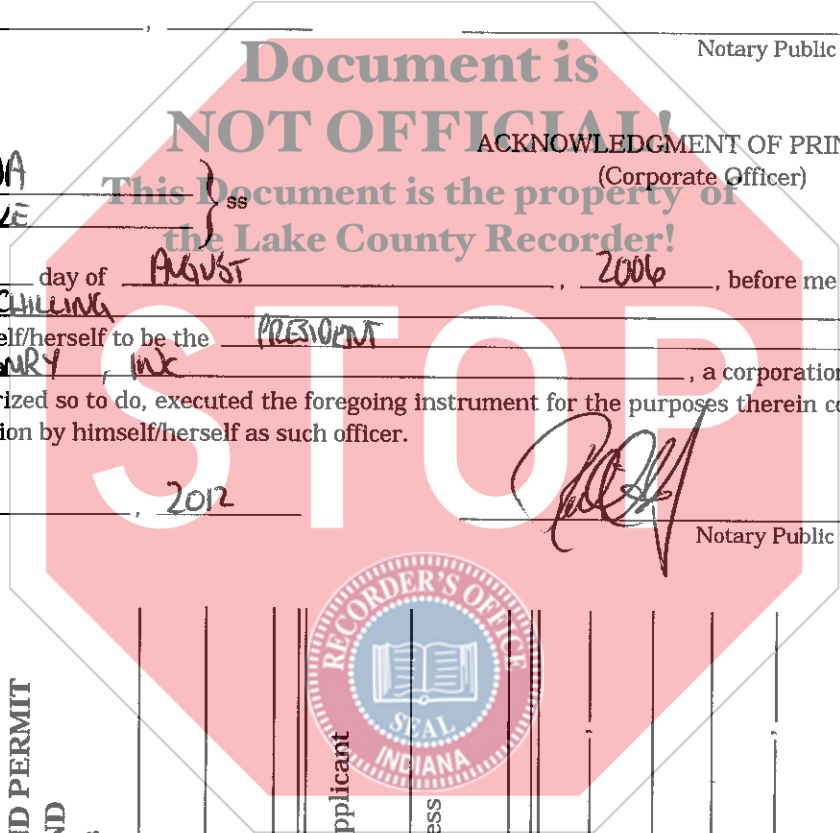 Notary Public
Document is
NOT OFFICIAL!
ACKNOWLEDGMENT OF PRIN
(Corporate Officer)
This Document is the property of
the Lake County Recorder!
ss
day of AUGUST , 2006 , before me
CHILLING
elf/herself to be the PRESIDENT
NRY , INC , a corporation
rized so to do, executed the foregoing instrument for the purposes therein co
ion by himself/herself as such officer.
, 2012
STOP
Notary Public
RECORDER'S OFFICE
SEAL
INDIANA
D PERMIT
ND
pplicant
ess